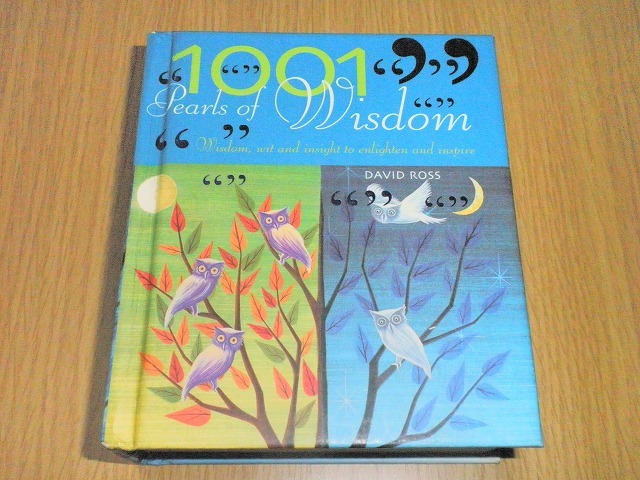 1001
Pearls of Wisdom
Wisdom, wit and insight to enlighten and inspire
DAVID ROSS